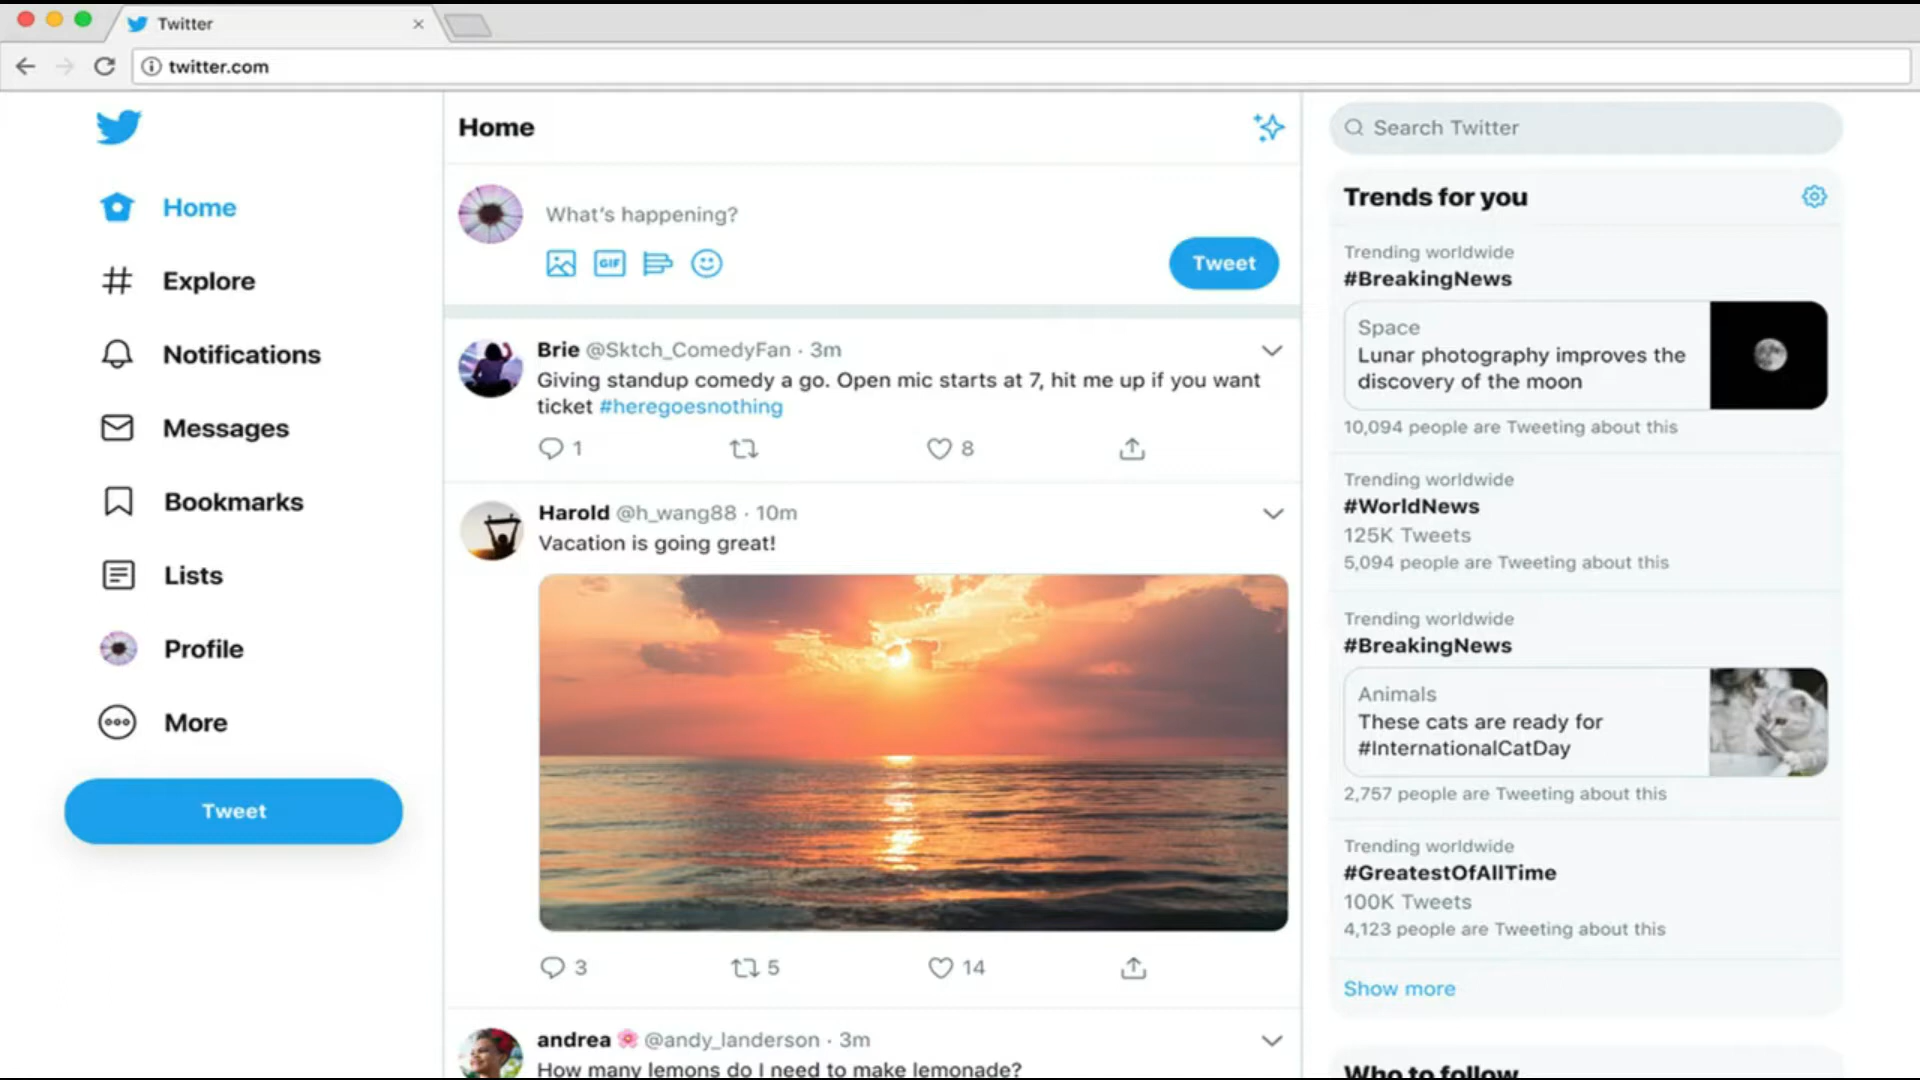 Twitter
twitter.com
Home
Explore
Notifications
Messages
Bookmarks
Lists
Profile
More
Tweet
Home
What's happening?
GIF
Tweet
Brie @Sktch_ComedyFan · 3m
Giving standup comedy a go. Open mic starts at 7, hit me up if you want
ticket #heregoesnothing
1
8
Harold @h_wang88 · 10m
Vacation is going great!
3
5
14
andrea 🌸 @andy_landerson · 3m
How many lemons do I need to make lemonade?
Search Twitter
Trends for you
Trending worldwide
#BreakingNews
Space
Lunar photography improves the
discovery of the moon
10,094 people are Tweeting about this
Trending worldwide
#WorldNews
125K Tweets
5,094 people are Tweeting about this
Trending worldwide
#BreakingNews
Animals
These cats are ready for
#InternationalCatDay
2,757 people are Tweeting about this
Trending worldwide
#GreatestOfAllTime
100K Tweets
4,123 people are Tweeting about this
Show more
Who to follow